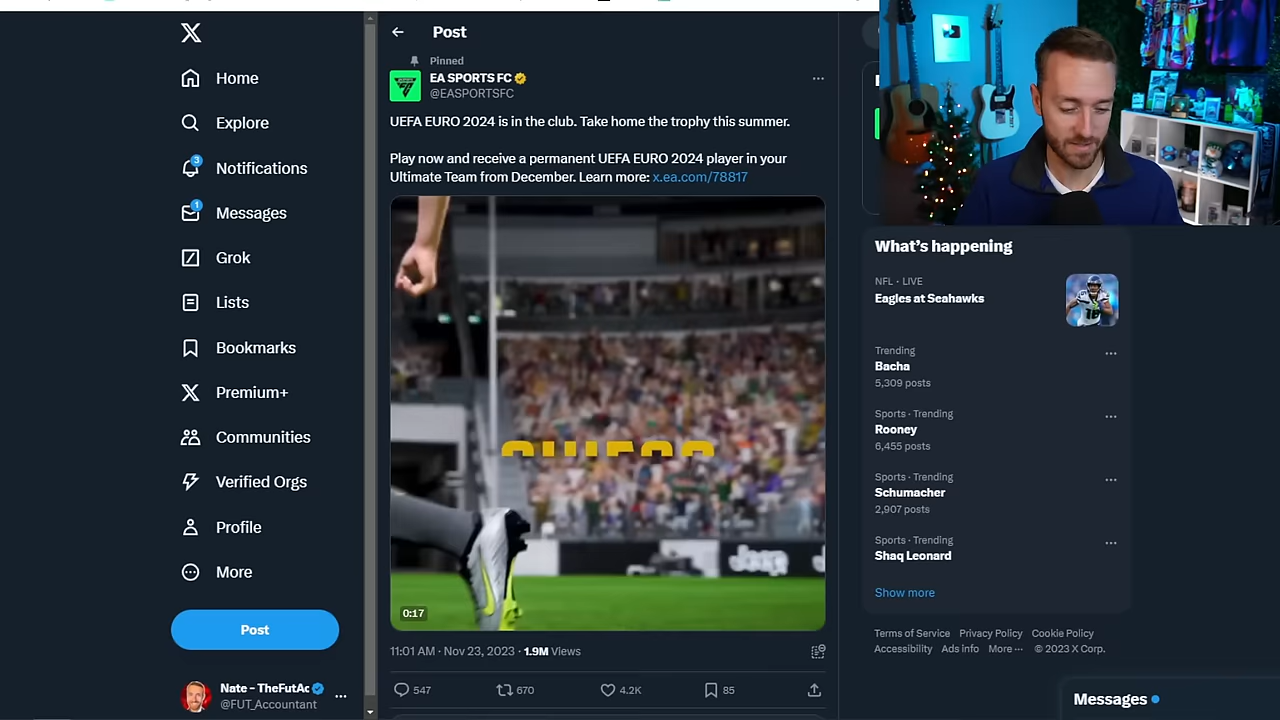 Home
Explore
3
Notifications
1
Messages
Grok
Lists
Bookmarks
Premium+
Communities
Verified Orgs
Profile
More
Post
Nate - TheFutAc
@FUT_Accountant
Post
Pinned
EA SPORTS FC
@EASPORTSFC
UEFA EURO 2024 is in the club. Take home the trophy this summer.
Play now and receive a permanent UEFA EURO 2024 player in your
Ultimate Team from December. Learn more: x.ea.com/78817
Jeep
0:17
11:01 AM · Nov 23, 2023 · 1.9M Views
547
670
4.2K
85
What's happening
NFL · LIVE
Eagles at Seahawks
Trending
Bacha
5,309 posts
Sports · Trending
Rooney
6,455 posts
Sports · Trending
Schumacher
2,907 posts
Sports · Trending
Shaq Leonard
Show more
Terms of Service Privacy Policy Cookie Policy
Accessibility Ads info More ··· © 2023 X Corp.
Messages